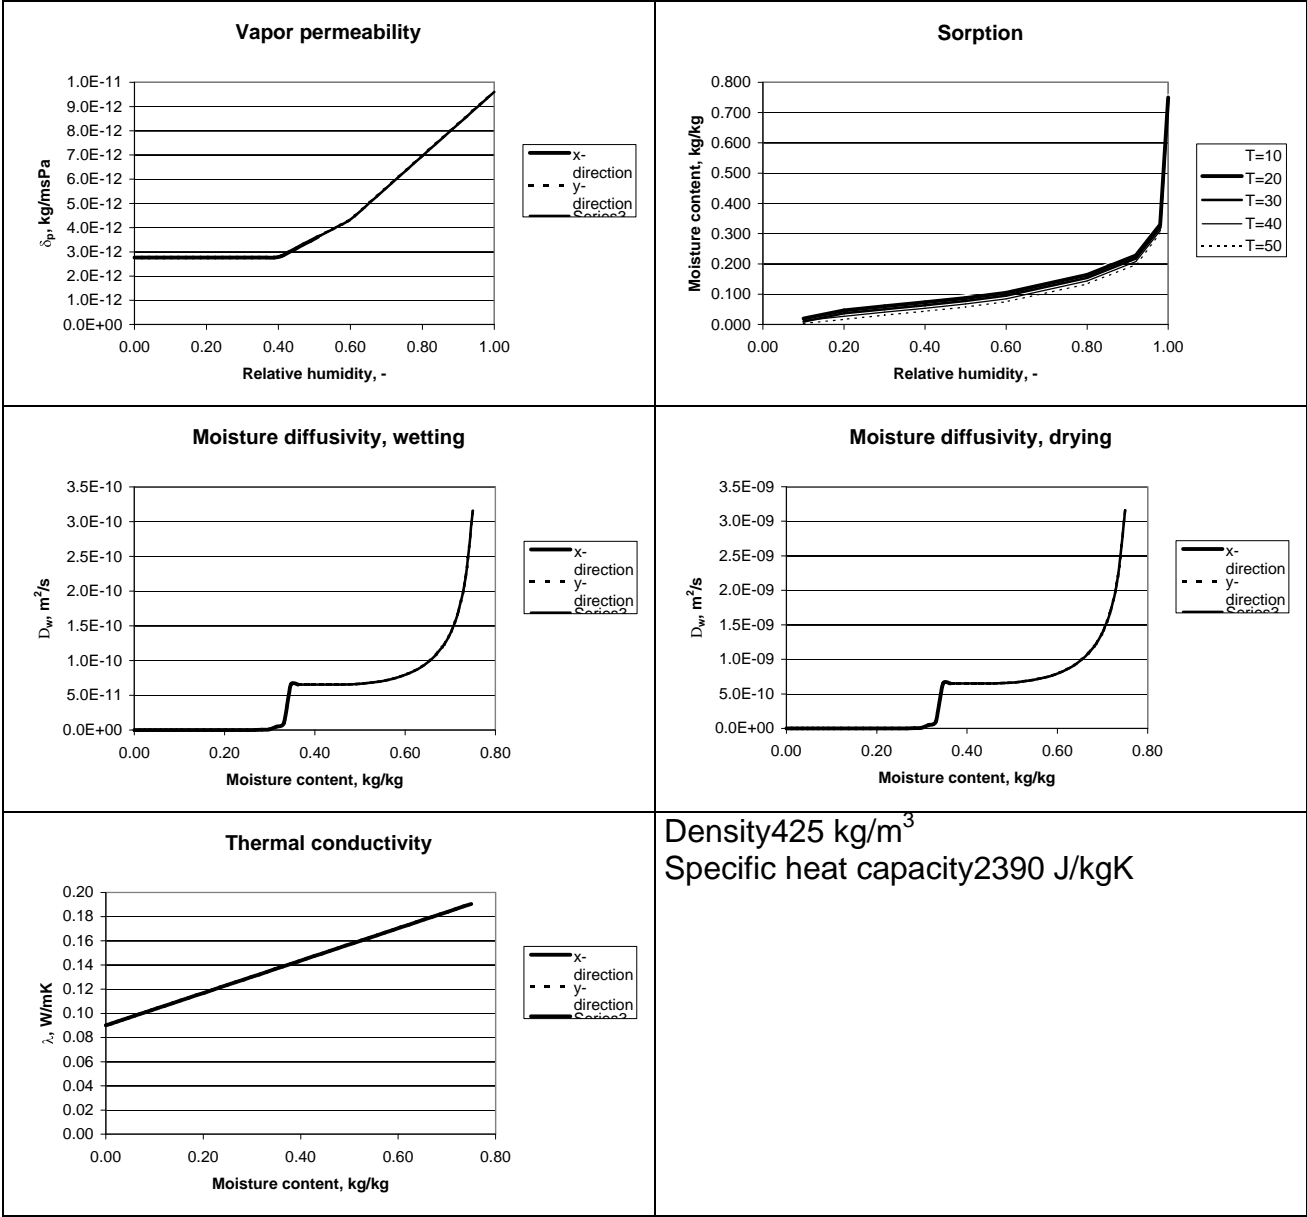 Vapor permeability
1.0E-11
9.0E-12
8.0E-12
7.0E-12
6.0E-12
5.0E-12
4.0E-12
3.0E-12
2.0E-12
1.0E-12
0.0E+00
0.00 0.20 0.40 0.60 0.80 1.00
Relative humidity, -
δp, kg/msPa
x-
direction
y-
direction
Series3
Sorption
0.800
0.700
0.600
0.500
0.400
0.300
0.200
0.100
0.000
0.00 0.20 0.40 0.60 0.80 1.00
Relative humidity, -
Moisture content, kg/kg
T=10
T=20
T=30
T=40
T=50
Moisture diffusivity, wetting
3.5E-10
3.0E-10
2.5E-10
2.0E-10
1.5E-10
1.0E-10
5.0E-11
0.0E+00
0.00 0.20 0.40 0.60 0.80
Moisture content, kg/kg
Dw, m²/s
x-
direction
y-
direction
Series3
Moisture diffusivity, drying
3.5E-09
3.0E-09
2.5E-09
2.0E-09
1.5E-09
1.0E-09
5.0E-10
0.0E+00
0.00 0.20 0.40 0.60 0.80
Moisture content, kg/kg
Dw, m²/s
x-
direction
y-
direction
Series3
Thermal conductivity
0.20
0.18
0.16
0.14
0.12
0.10
0.08
0.06
0.04
0.02
0.00
0.00 0.20 0.40 0.60 0.80
Moisture content, kg/kg
λ, W/mK
x-
direction
y-
direction
Series3
Density425 kg/m³
Specific heat capacity2390 J/kgK